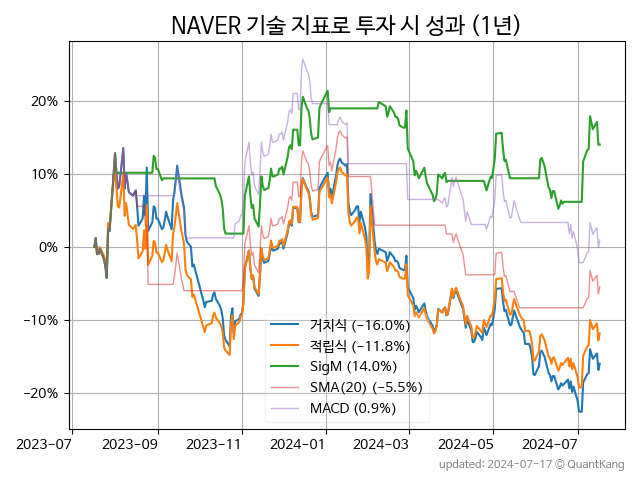 NAVER 기술 지표로 투자 시 성과 (1년)
20%
10%
0%
−10%
−20%
거치식 (−16.0%)
적립식 (−11.8%)
SigM (14.0%)
SMA(20) (−5.5%)
MACD (0.9%)
2023-07 2023-09 2023-11 2024-01 2024-03 2024-05 2024-07
updated: 2024-07-17 © QuantKang